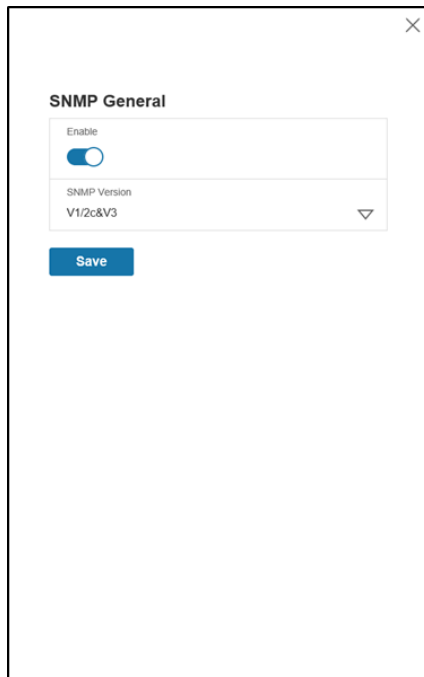 SNMP General
Enable
SNMP Version
V1/2c&V3
Save